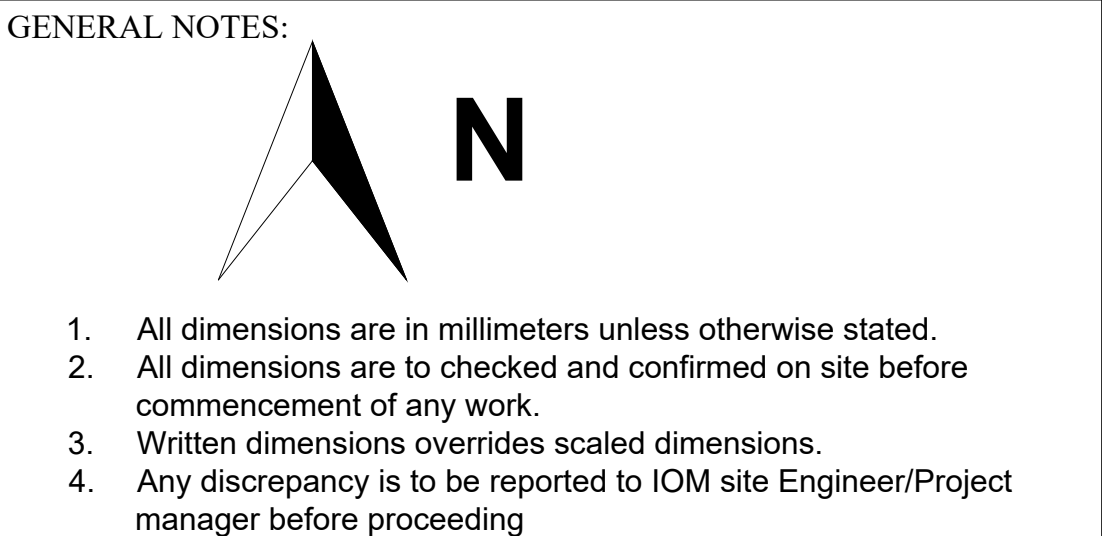 GENERAL NOTES:
N
1. All dimensions are in millimeters unless otherwise stated.
2. All dimensions are to checked and confirmed on site before
commencement of any work.
3. Written dimensions overrides scaled dimensions.
4. Any discrepancy is to be reported to IOM site Engineer/Project
manager before proceeding